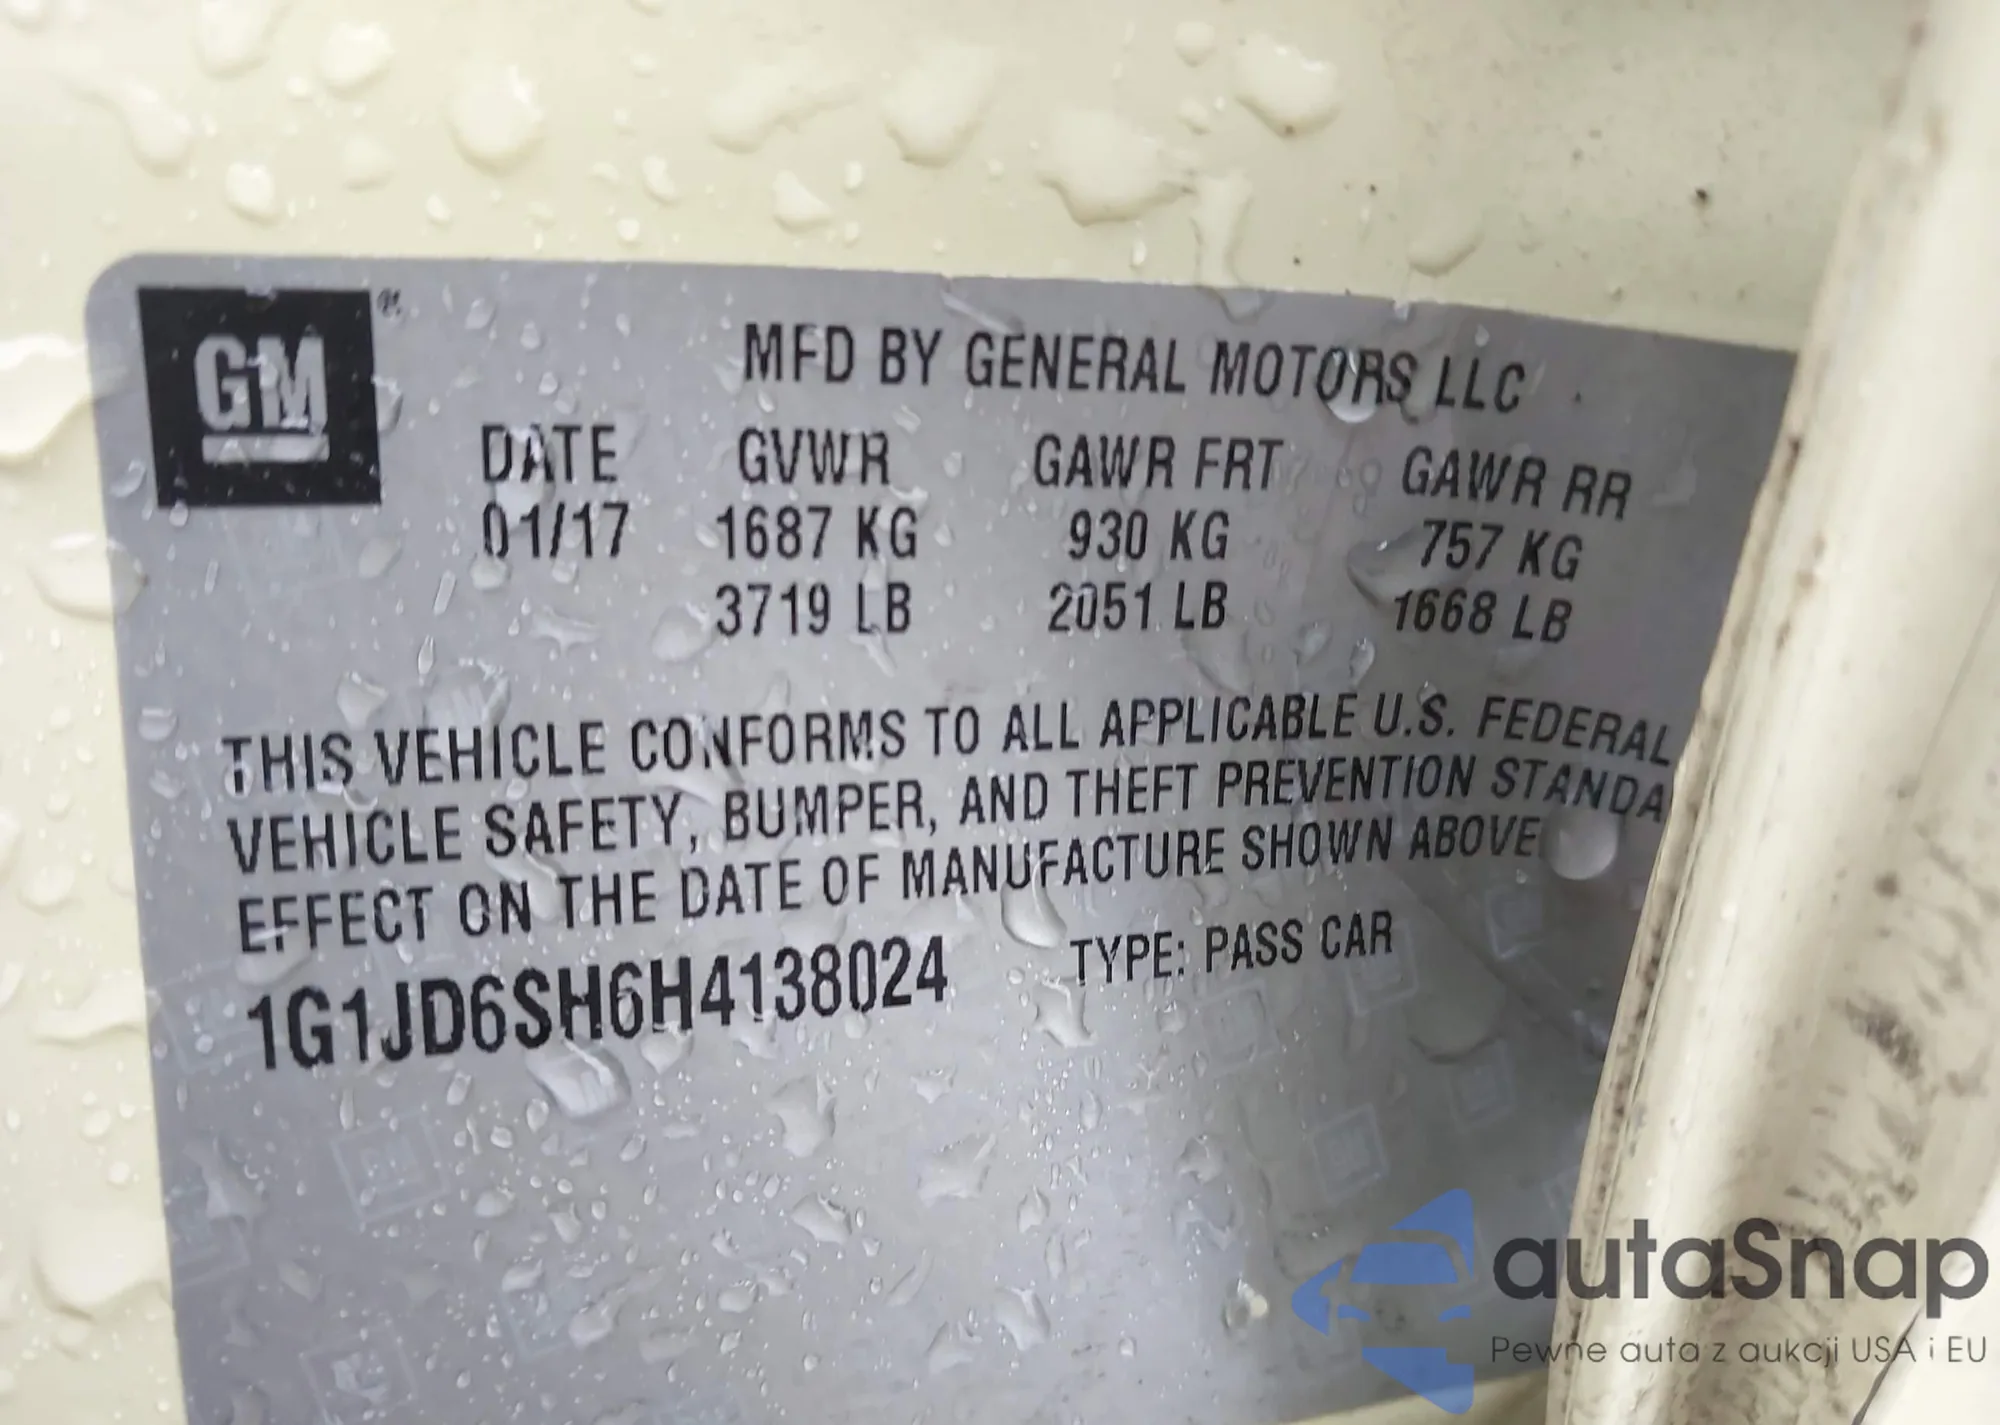 GM®
MFD BY GENERAL MOTORS LLC
DATE GVWR GAWR FRT GAWR RR
01/17 1687 KG 930 KG 757 KG
3719 LB 2051 LB 1668 LB
THIS VEHICLE CONFORMS TO ALL APPLICABLE U.S. FEDERAL
VEHICLE SAFETY, BUMPER, AND THEFT PREVENTION STANDA
EFFECT ON THE DATE OF MANUFACTURE SHOWN ABOVE
1G1JD6SH6H4138024 TYPE: PASS CAR
autaSnap
Pewne auta z aukcji USA i EU